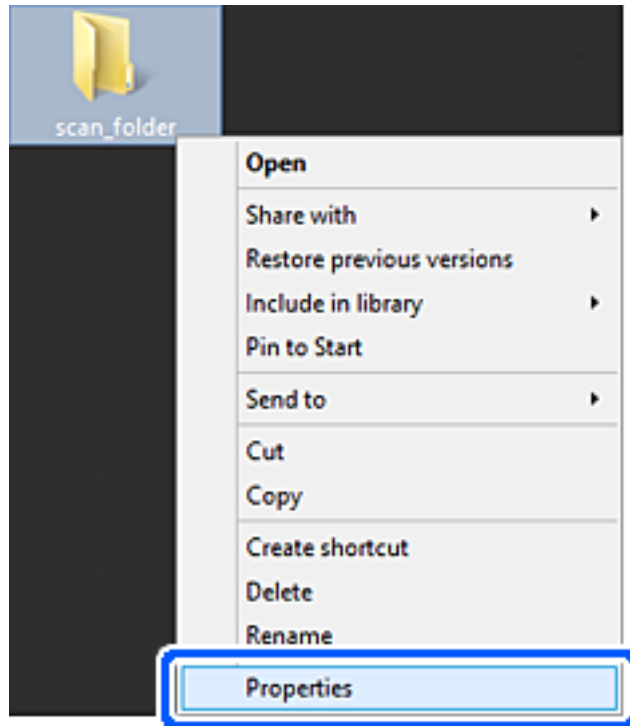 scan_folder
Open
Share with
Restore previous versions
Include in library
Pin to Start
Send to
Cut
Copy
Create shortcut
Delete
Rename
Properties